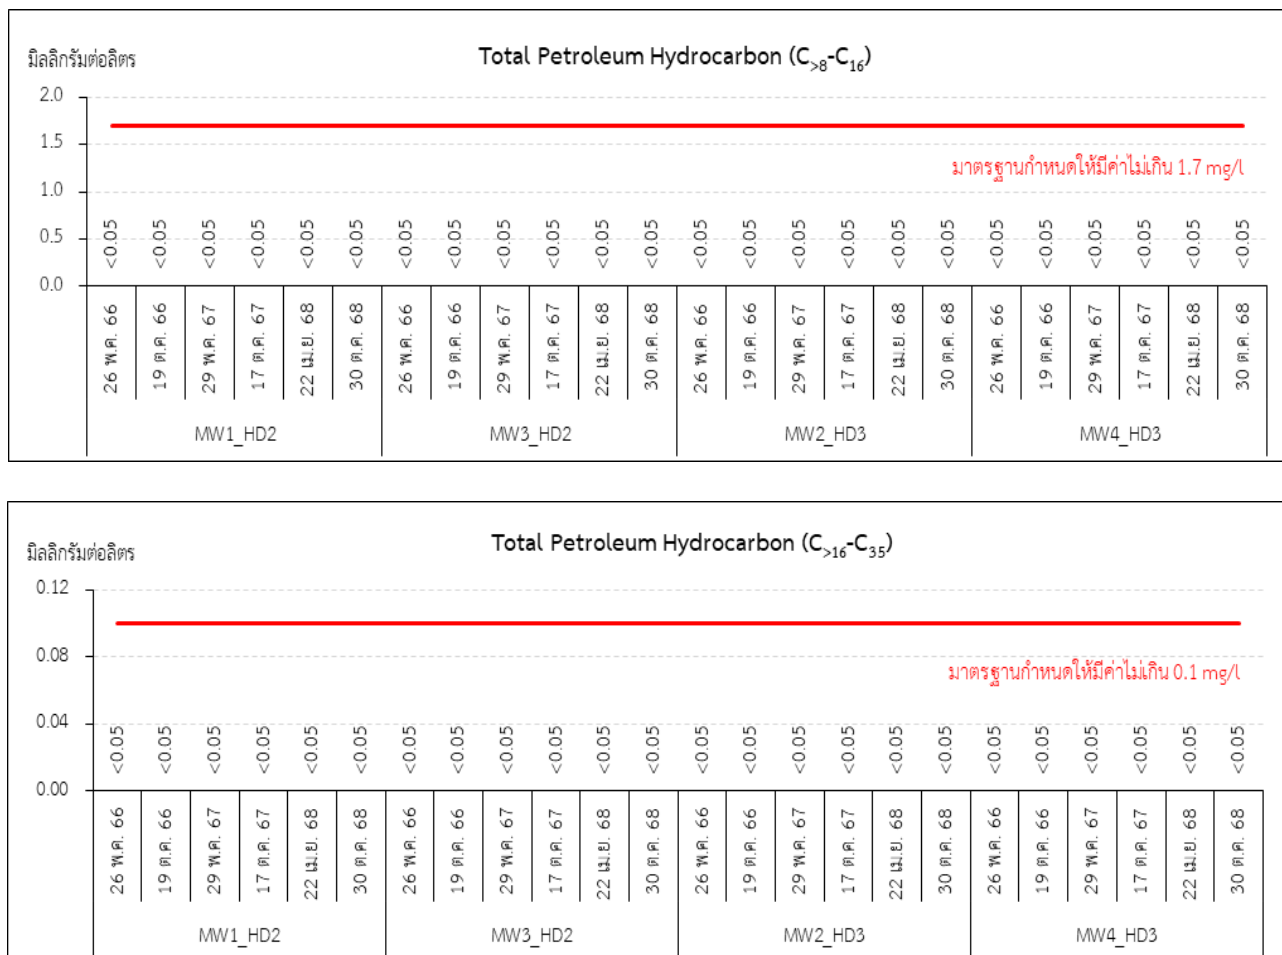 Total Petroleum Hydrocarbon (C>8-C16)
มิลลิกรัมต่อลิตร
2.0
1.5
มาตรฐานกำหนดให้มีค่าไม่เกิน 1.7 mg/l
1.0
0.5
<0.05 <0.05 <0.05 <0.05 <0.05 <0.05 <0.05 <0.05 <0.05 <0.05 <0.05 <0.05 <0.05 <0.05 <0.05 <0.05 <0.05 <0.05 <0.05 <0.05 <0.05 <0.05 <0.05 <0.05
0.0
26 พ.ค. 66 19 ต.ค. 66 29 พ.ค. 67 17 ต.ค. 67 22 เม.ย. 68 30 ต.ค. 68 26 พ.ค. 66 19 ต.ค. 66 29 พ.ค. 67 17 ต.ค. 67 22 เม.ย. 68 30 ต.ค. 68 26 พ.ค. 66 19 ต.ค. 66 29 พ.ค. 67 17 ต.ค. 67 22 เม.ย. 68 30 ต.ค. 68 26 พ.ค. 66 19 ต.ค. 66 29 พ.ค. 67 17 ต.ค. 67 22 เม.ย. 68 30 ต.ค. 68
MW1_HD2 MW3_HD2 MW2_HD3 MW4_HD3
Total Petroleum Hydrocarbon (C>16-C35)
มิลลิกรัมต่อลิตร
0.12
0.08
มาตรฐานกำหนดให้มีค่าไม่เกิน 0.1 mg/l
0.04
<0.05 <0.05 <0.05 <0.05 <0.05 <0.05 <0.05 <0.05 <0.05 <0.05 <0.05 <0.05 <0.05 <0.05 <0.05 <0.05 <0.05 <0.05 <0.05 <0.05 <0.05 <0.05 <0.05 <0.05
0.00
26 พ.ค. 66 19 ต.ค. 66 29 พ.ค. 67 17 ต.ค. 67 22 เม.ย. 68 30 ต.ค. 68 26 พ.ค. 66 19 ต.ค. 66 29 พ.ค. 67 17 ต.ค. 67 22 เม.ย. 68 30 ต.ค. 68 26 พ.ค. 66 19 ต.ค. 66 29 พ.ค. 67 17 ต.ค. 67 22 เม.ย. 68 30 ต.ค. 68 26 พ.ค. 66 19 ต.ค. 66 29 พ.ค. 67 17 ต.ค. 67 22 เม.ย. 68 30 ต.ค. 68
MW1_HD2 MW3_HD2 MW2_HD3 MW4_HD3